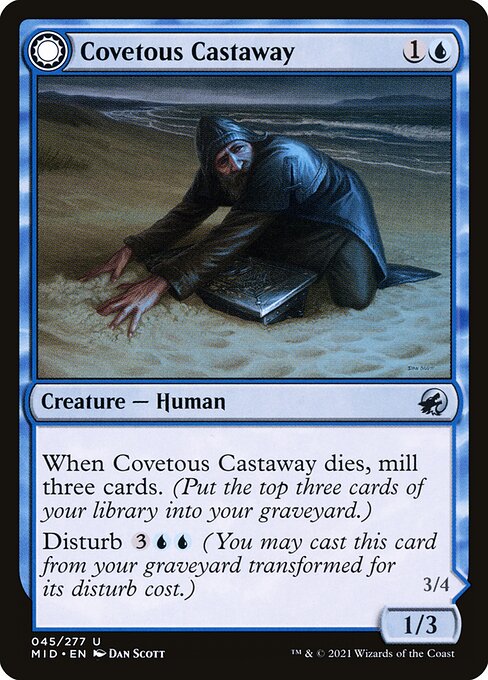 Covetous Castaway 1
Creature — Human
When Covetous Castaway dies, mill
three cards. (Put the top three cards of
your library into your graveyard.)
Disturb 3 (You may cast this card
from your graveyard transformed for
its disturb cost.)
3/4
1/3
045/277 U
MID • EN Dan Scott
™ & © 2021 Wizards of the Coast